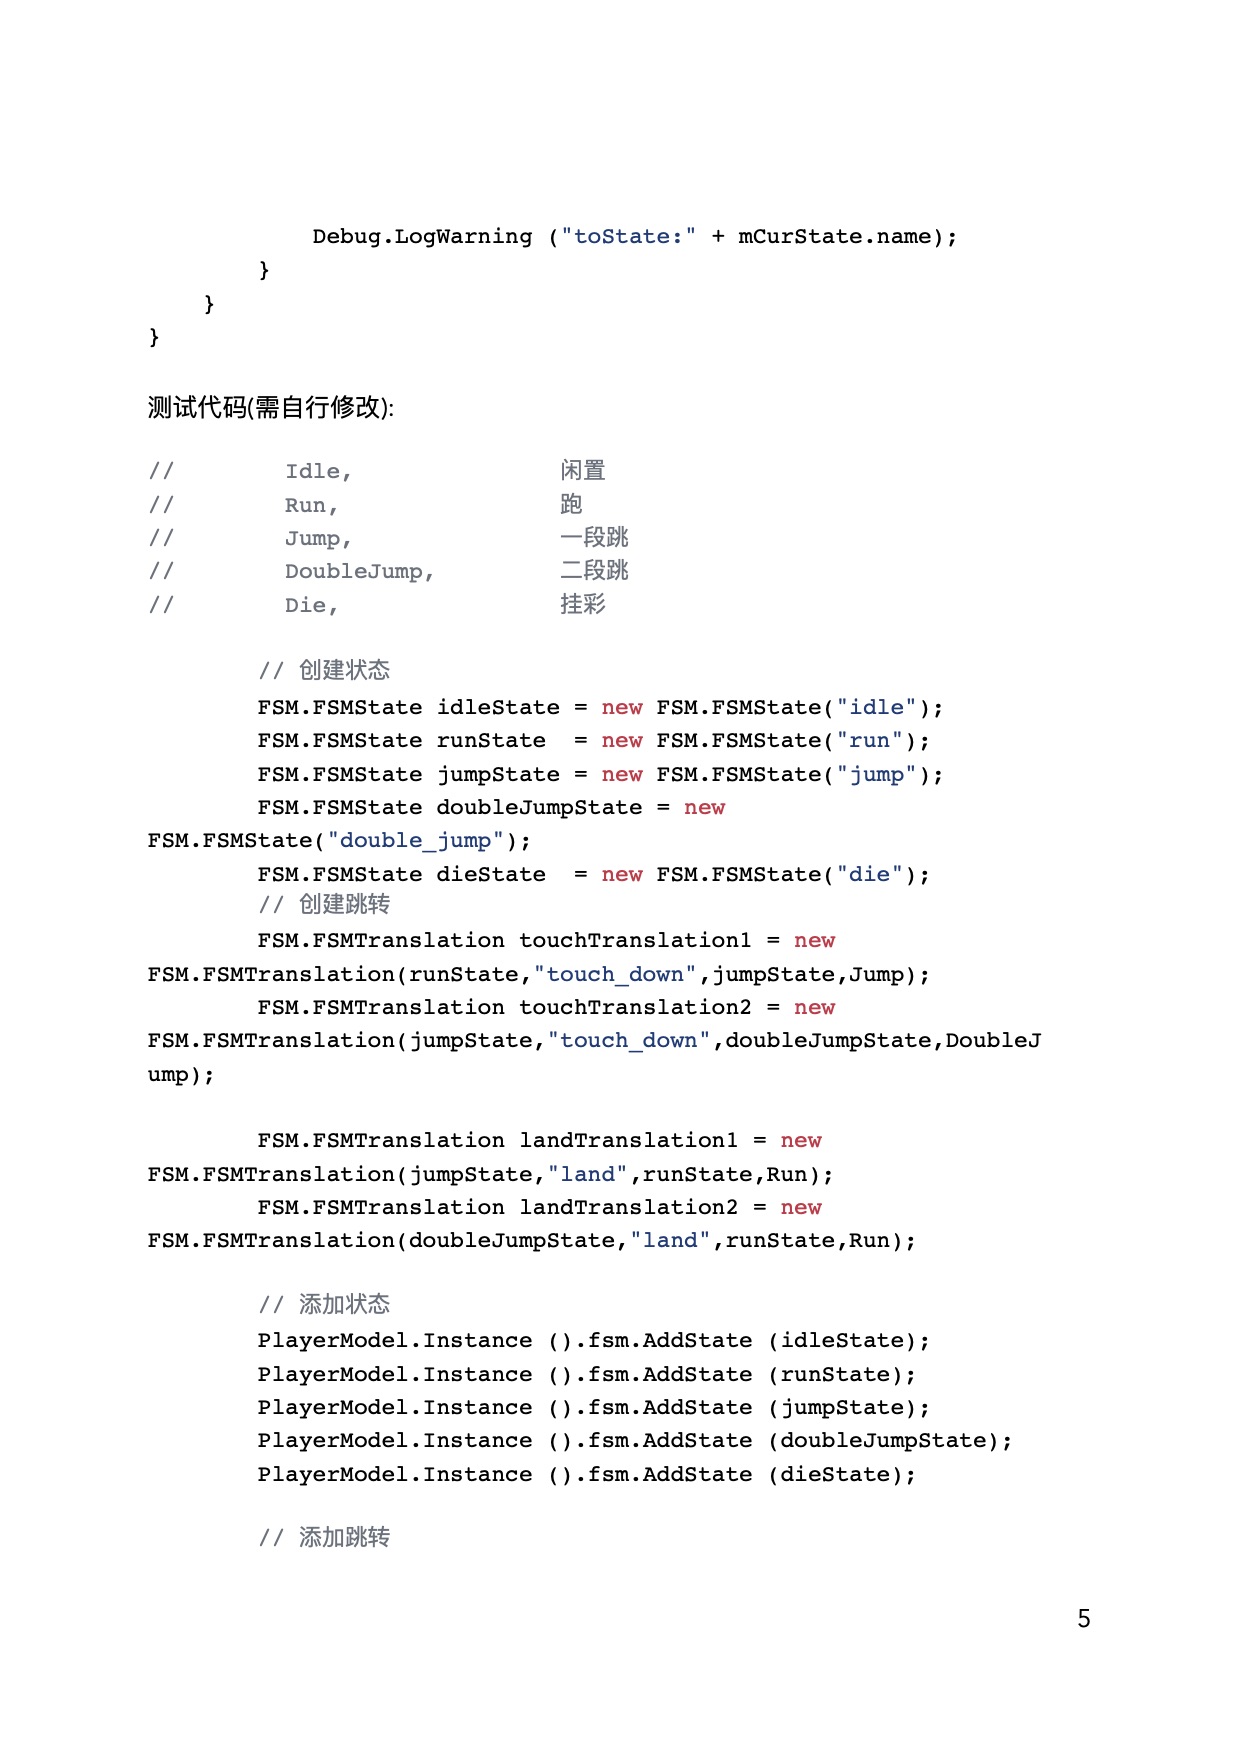 Debug.LogWarning ("toState:" + mCurState.name);
}
}
}
测试代码(需自行修改):
// Idle, 闲置
// Run, 跑
// Jump, 一段跳
// DoubleJump, 二段跳
// Die, 挂彩
// 创建状态
FSM.FSMState idleState = new FSM.FSMState("idle");
FSM.FSMState runState = new FSM.FSMState("run");
FSM.FSMState jumpState = new FSM.FSMState("jump");
FSM.FSMState doubleJumpState = new
FSM.FSMState("double_jump");
FSM.FSMState dieState = new FSM.FSMState("die");
// 创建跳转
FSM.FSMTranslation touchTranslation1 = new
FSM.FSMTranslation(runState,"touch_down",jumpState,Jump);
FSM.FSMTranslation touchTranslation2 = new
FSM.FSMTranslation(jumpState,"touch_down",doubleJumpState,DoubleJ
ump);
FSM.FSMTranslation landTranslation1 = new
FSM.FSMTranslation(jumpState,"land",runState,Run);
FSM.FSMTranslation landTranslation2 = new
FSM.FSMTranslation(doubleJumpState,"land",runState,Run);
// 添加状态
PlayerModel.Instance ().fsm.AddState (idleState);
PlayerModel.Instance ().fsm.AddState (runState);
PlayerModel.Instance ().fsm.AddState (jumpState);
PlayerModel.Instance ().fsm.AddState (doubleJumpState);
PlayerModel.Instance ().fsm.AddState (dieState);
// 添加跳转
5